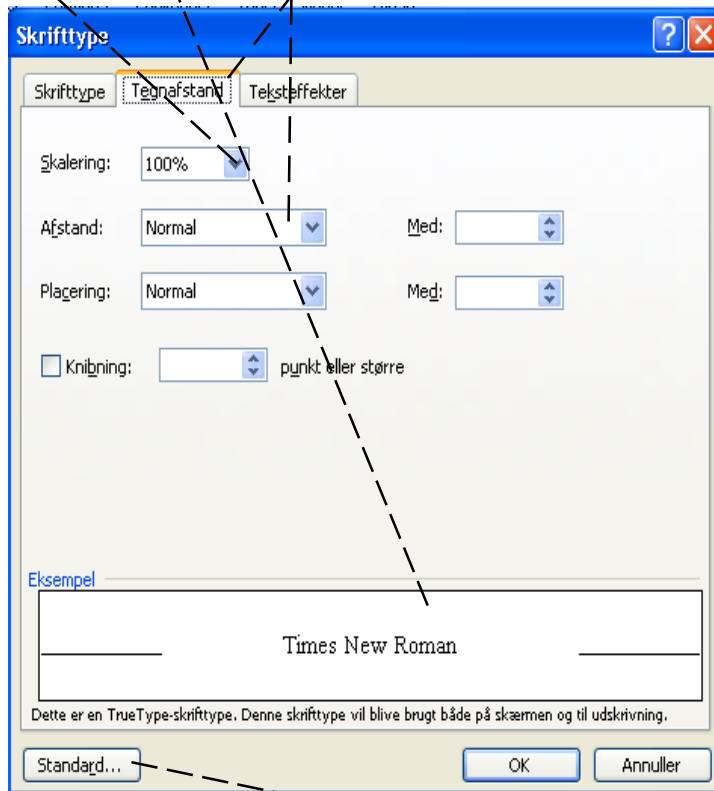 Skrifttype
Skrifttype Tegnafstand Teksteffekter
Skalering: 100%
Afstand: Normal Med:
Placering: Normal Med:
Knibning: punkt eller større
Eksempel
Times New Roman
Dette er en TrueType-skrifttype. Denne skrifttype vil blive brugt både på skærmen og til udskrivning.
Standard... OK Annuller